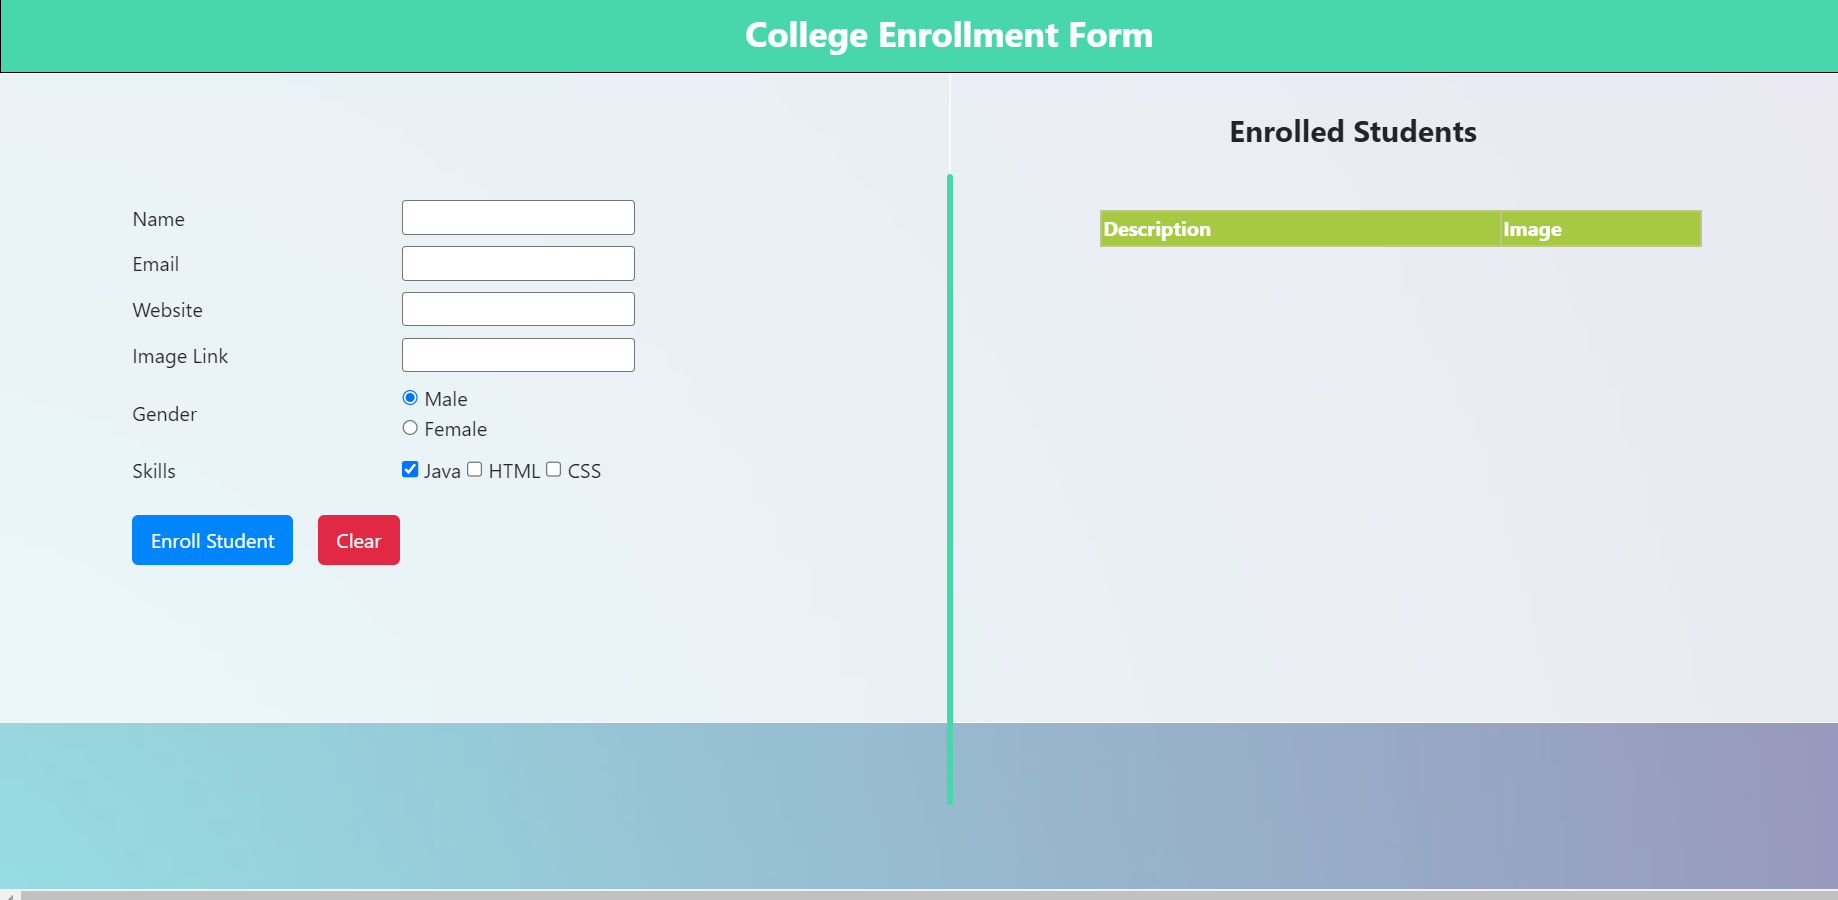 College Enrollment Form
Name
Email
Website
Image Link
Gender
Male
Female
Skills
Java HTML CSS
Enroll Student Clear
Enrolled Students
Description Image